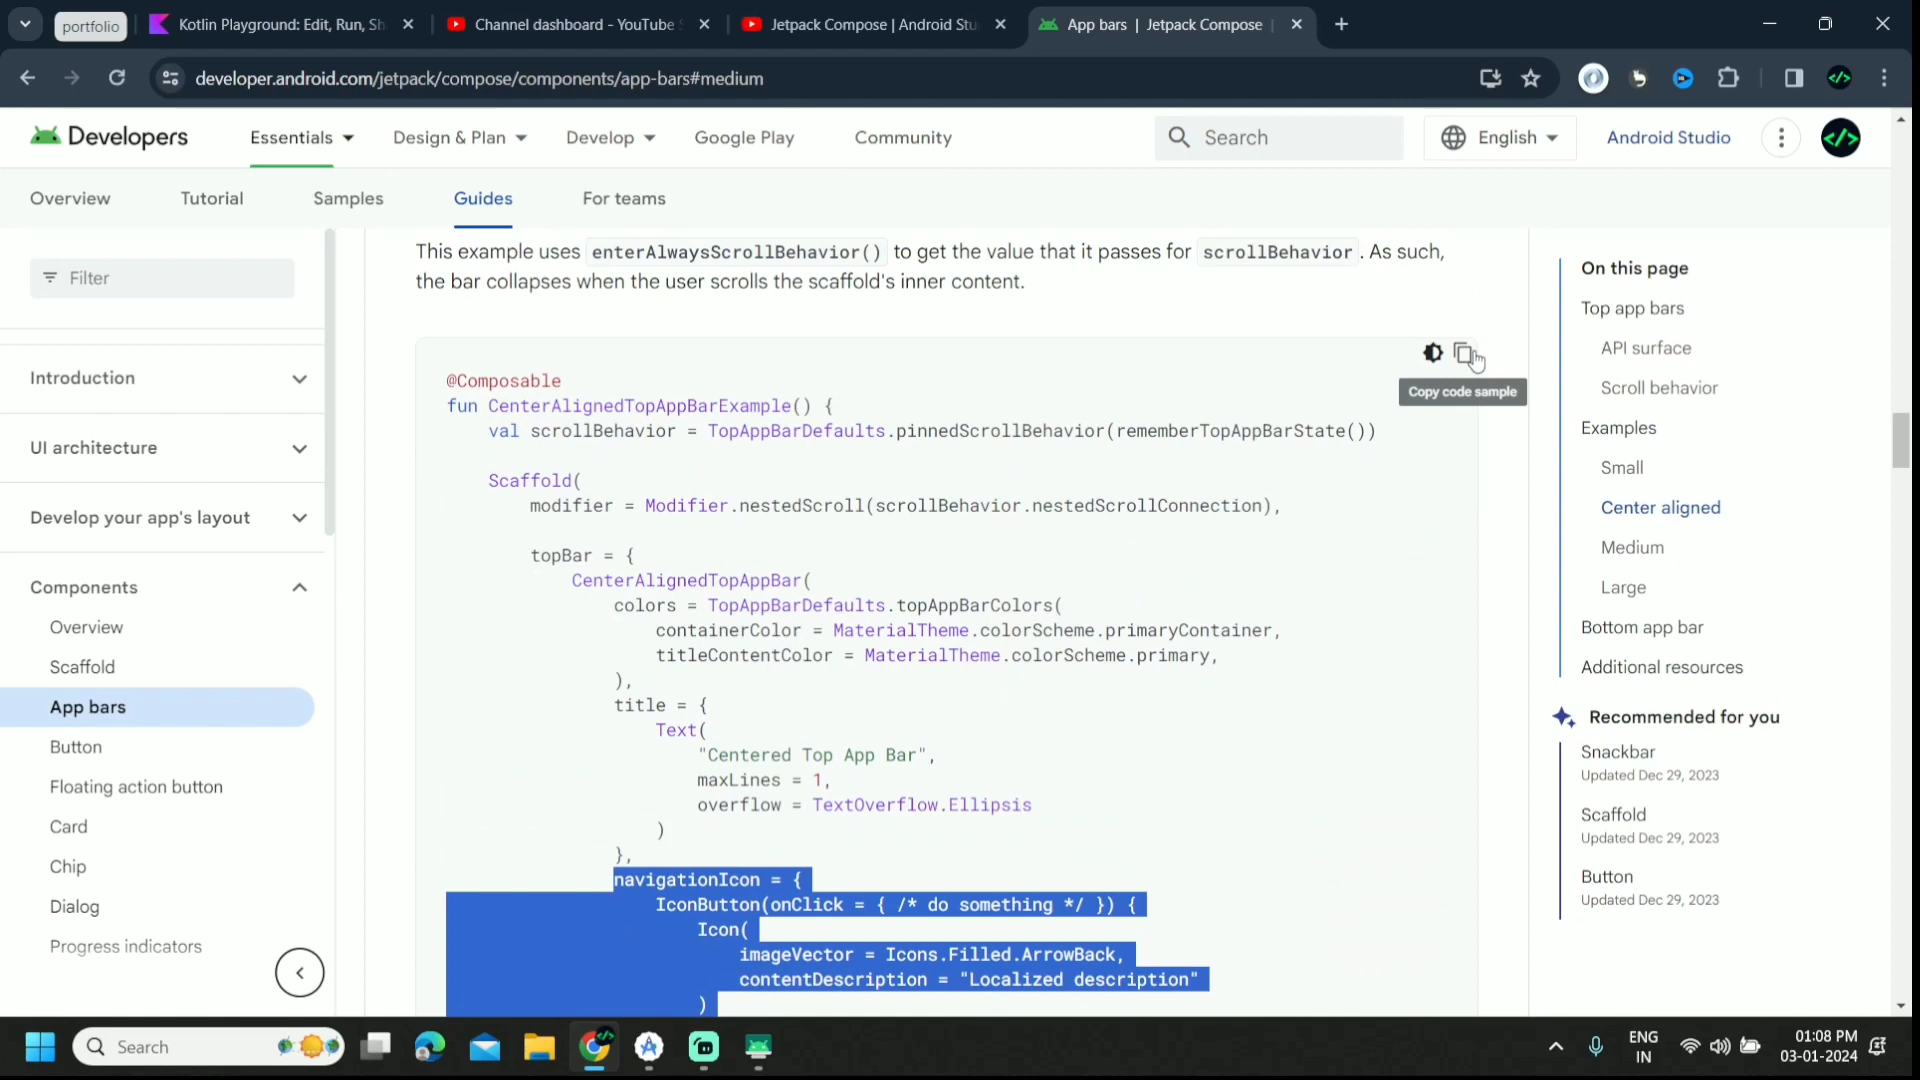 portfolio
Kotlin Playground: Edit, Run, Sh
Channel dashboard - YouTube S
Jetpack Compose | Android Stu
App bars | Jetpack Compose
developer.android.com/jetpack/compose/components/app-bars#medium
Developers
Essentials
Design & Plan
Develop
Google Play
Community
Search
English
Android Studio
Overview
Tutorial
Samples
Guides
For teams
Filter
Introduction
UI architecture
Develop your app's layout
Components
Overview
Scaffold
App bars
Button
Floating action button
Card
Chip
Dialog
Progress indicators
This example uses enterAlwaysScrollBehavior() to get the value that it passes for scrollBehavior. As such,
the bar collapses when the user scrolls the scaffold's inner content.
Copy code sample
@Composable
fun CenterAlignedTopAppBarExample() {
val scrollBehavior = TopAppBarDefaults.pinnedScrollBehavior(rememberTopAppBarState())
Scaffold(
modifier = Modifier.nestedScroll(scrollBehavior.nestedScrollConnection),
topBar = {
CenterAlignedTopAppBar(
colors = TopAppBarDefaults.topAppBarColors(
containerColor = MaterialTheme.colorScheme.primaryContainer,
titleContentColor = MaterialTheme.colorScheme.primary,
),
title = {
Text(
"Centered Top App Bar",
maxLines = 1,
overflow = TextOverflow.Ellipsis
)
},
navigationIcon = {
IconButton(onClick = { /* do something */ }) {
Icon(
imageVector = Icons.Filled.ArrowBack,
contentDescription = "Localized description"
)
On this page
Top app bars
API surface
Scroll behavior
Examples
Small
Center aligned
Medium
Large
Bottom app bar
Additional resources
Recommended for you
Snackbar
Updated Dec 29, 2023
Scaffold
Updated Dec 29, 2023
Button
Updated Dec 29, 2023
Search
ENG
IN
01:08 PM
03-01-2024